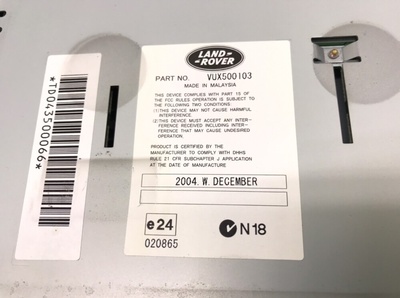 *TD0435000066*
LAND-
ROVER
PART NO. VUX500103
MADE IN MALAYSIA
THIS DEVICE COMPLIES WITH PART 15 OF
THE FCC RULES OPERATION IS SUBJECT TO
THE FOLLOWING TWO CONDITIONS
(1)THIS DEVICE MAY NOT CAUSE HARMFUL
INTERFERENCE.
(2)THIS DEVICE MUST ACCEPT ANY INTER-
FERENCE RECEIVED INCLUDING INTER-
FERENCE THAT MAY CAUSE UNDESIRED
OPERATION.
PRODUCT IS CERTIFIED BY THE
MANUFACTURER TO COMPLY WITH DHHS
RULE 21 CFR SUBCHAPTER J APPLICATION
AT THE DATE OF MANUFACTURE
2004. W. DECEMBER
e24
020865
N18